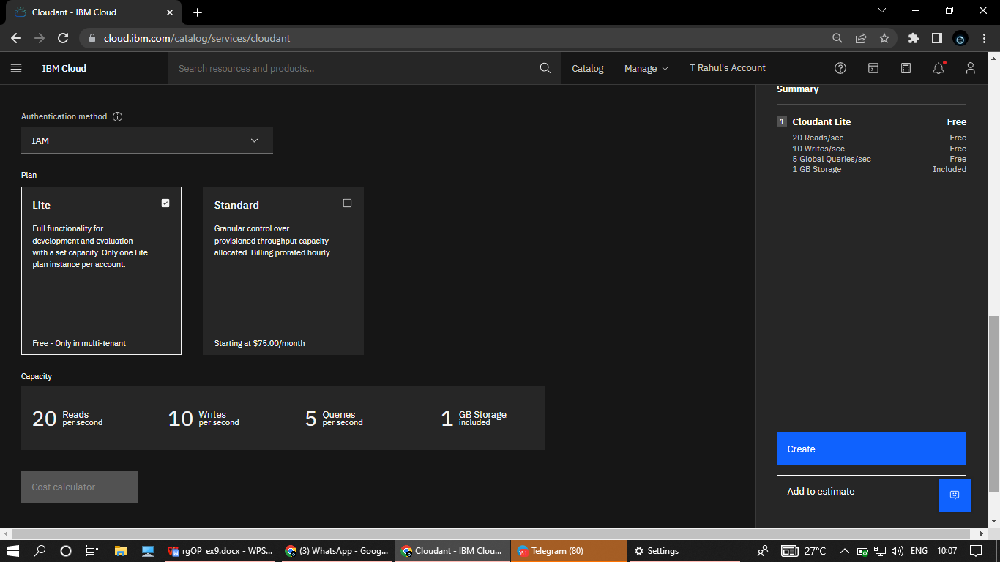 Cloudant - IBM Cloud
cloud.ibm.com/catalog/services/cloudant
IBM Cloud
Search resources and products...
Catalog
Manage
T Rahul's Account
Authentication method
IAM
Plan
Lite
Full functionality for
development and evaluation
with a set capacity. Only one Lite
plan instance per account.
Free - Only in multi-tenant
Standard
Granular control over
provisioned throughput capacity
allocated. Billing prorated hourly.
Starting at $75.00/month
Capacity
20 Reads
per second
10 Writes
per second
5 Queries
per second
1 GB Storage
included
Cost calculator
Summary
1 Cloudant Lite Free
20 Reads/sec Free
10 Writes/sec Free
5 Global Queries/sec Free
1 GB Storage Included
Create
Add to estimate
rgOP_ex9.docx - WPS...
(3) WhatsApp - Goog...
Cloudant - IBM Clou...
61
Telegram (80)
Settings
27°C
ENG
10:07